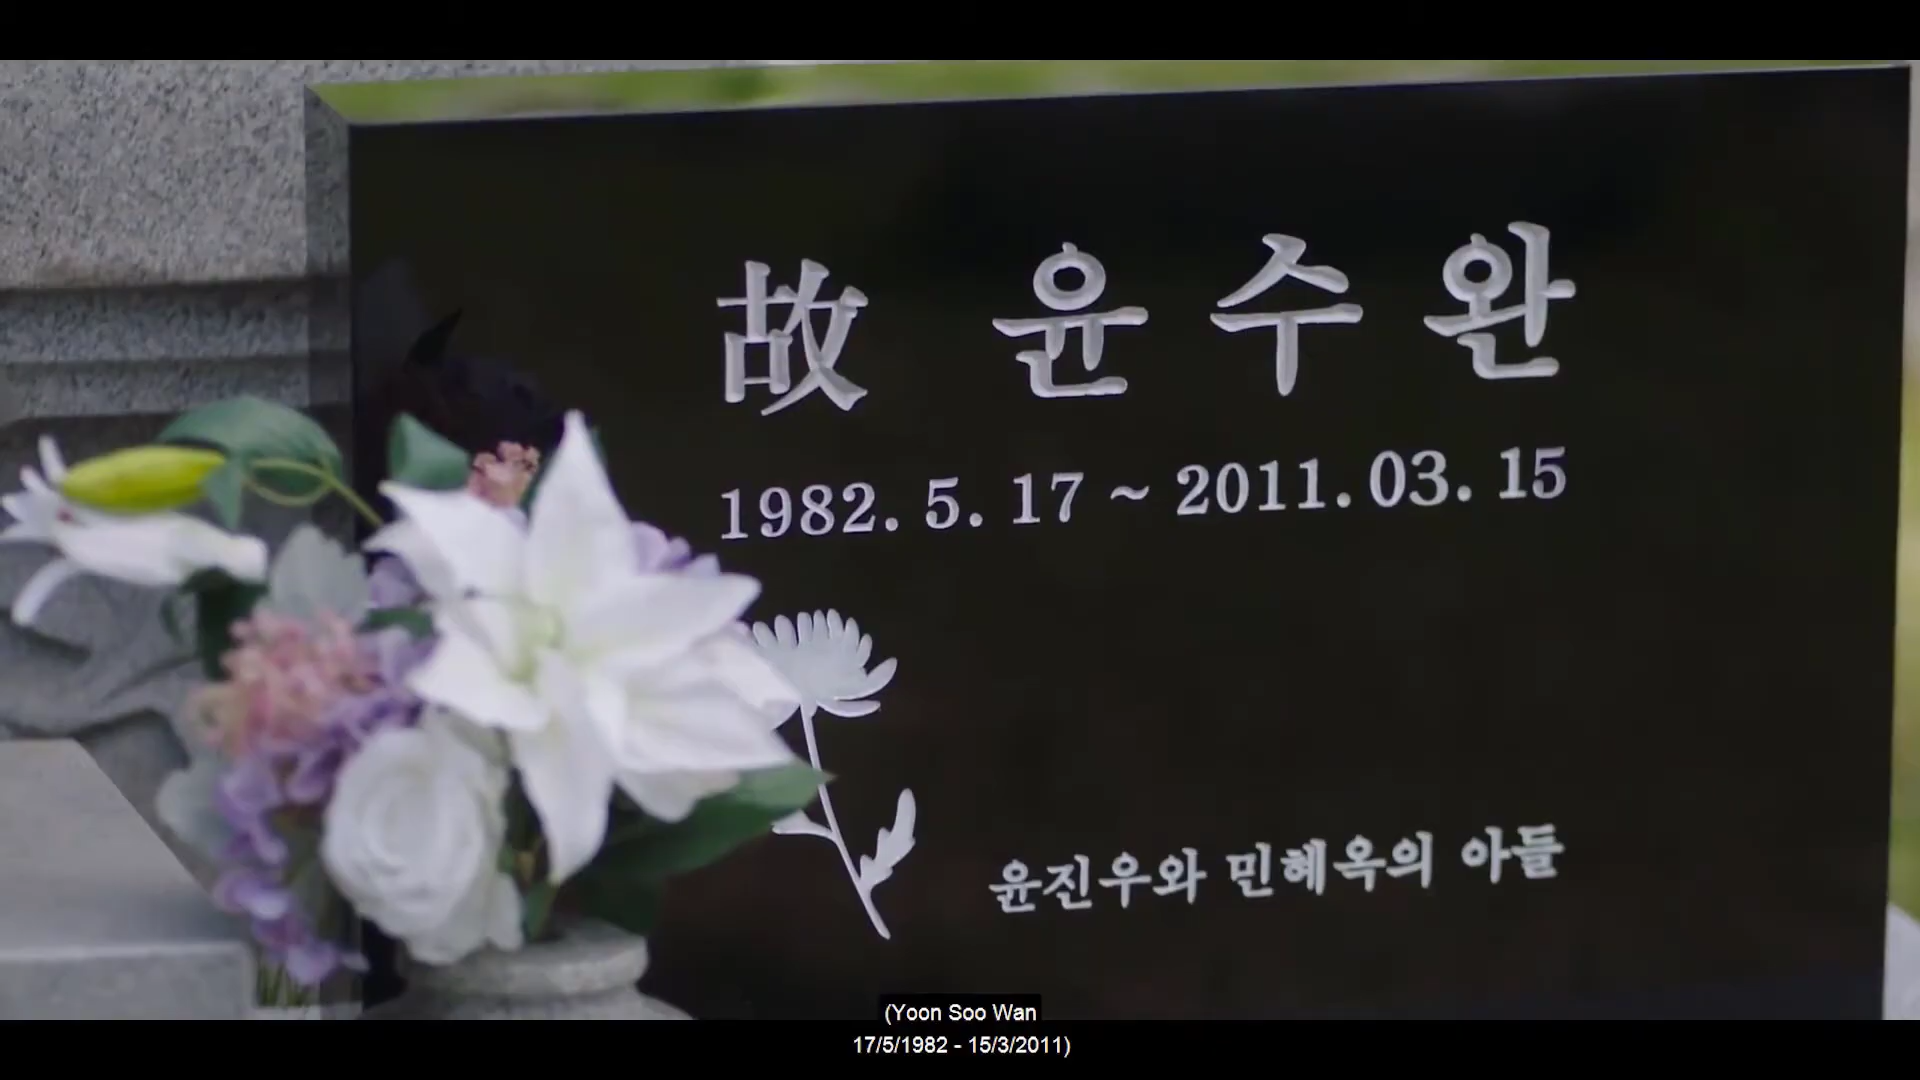 故 윤수완
1982. 5. 17 ~ 2011. 03. 15
윤진우와 민혜옥의 아들
(Yoon Soo Wan
17/5/1982 - 15/3/2011)